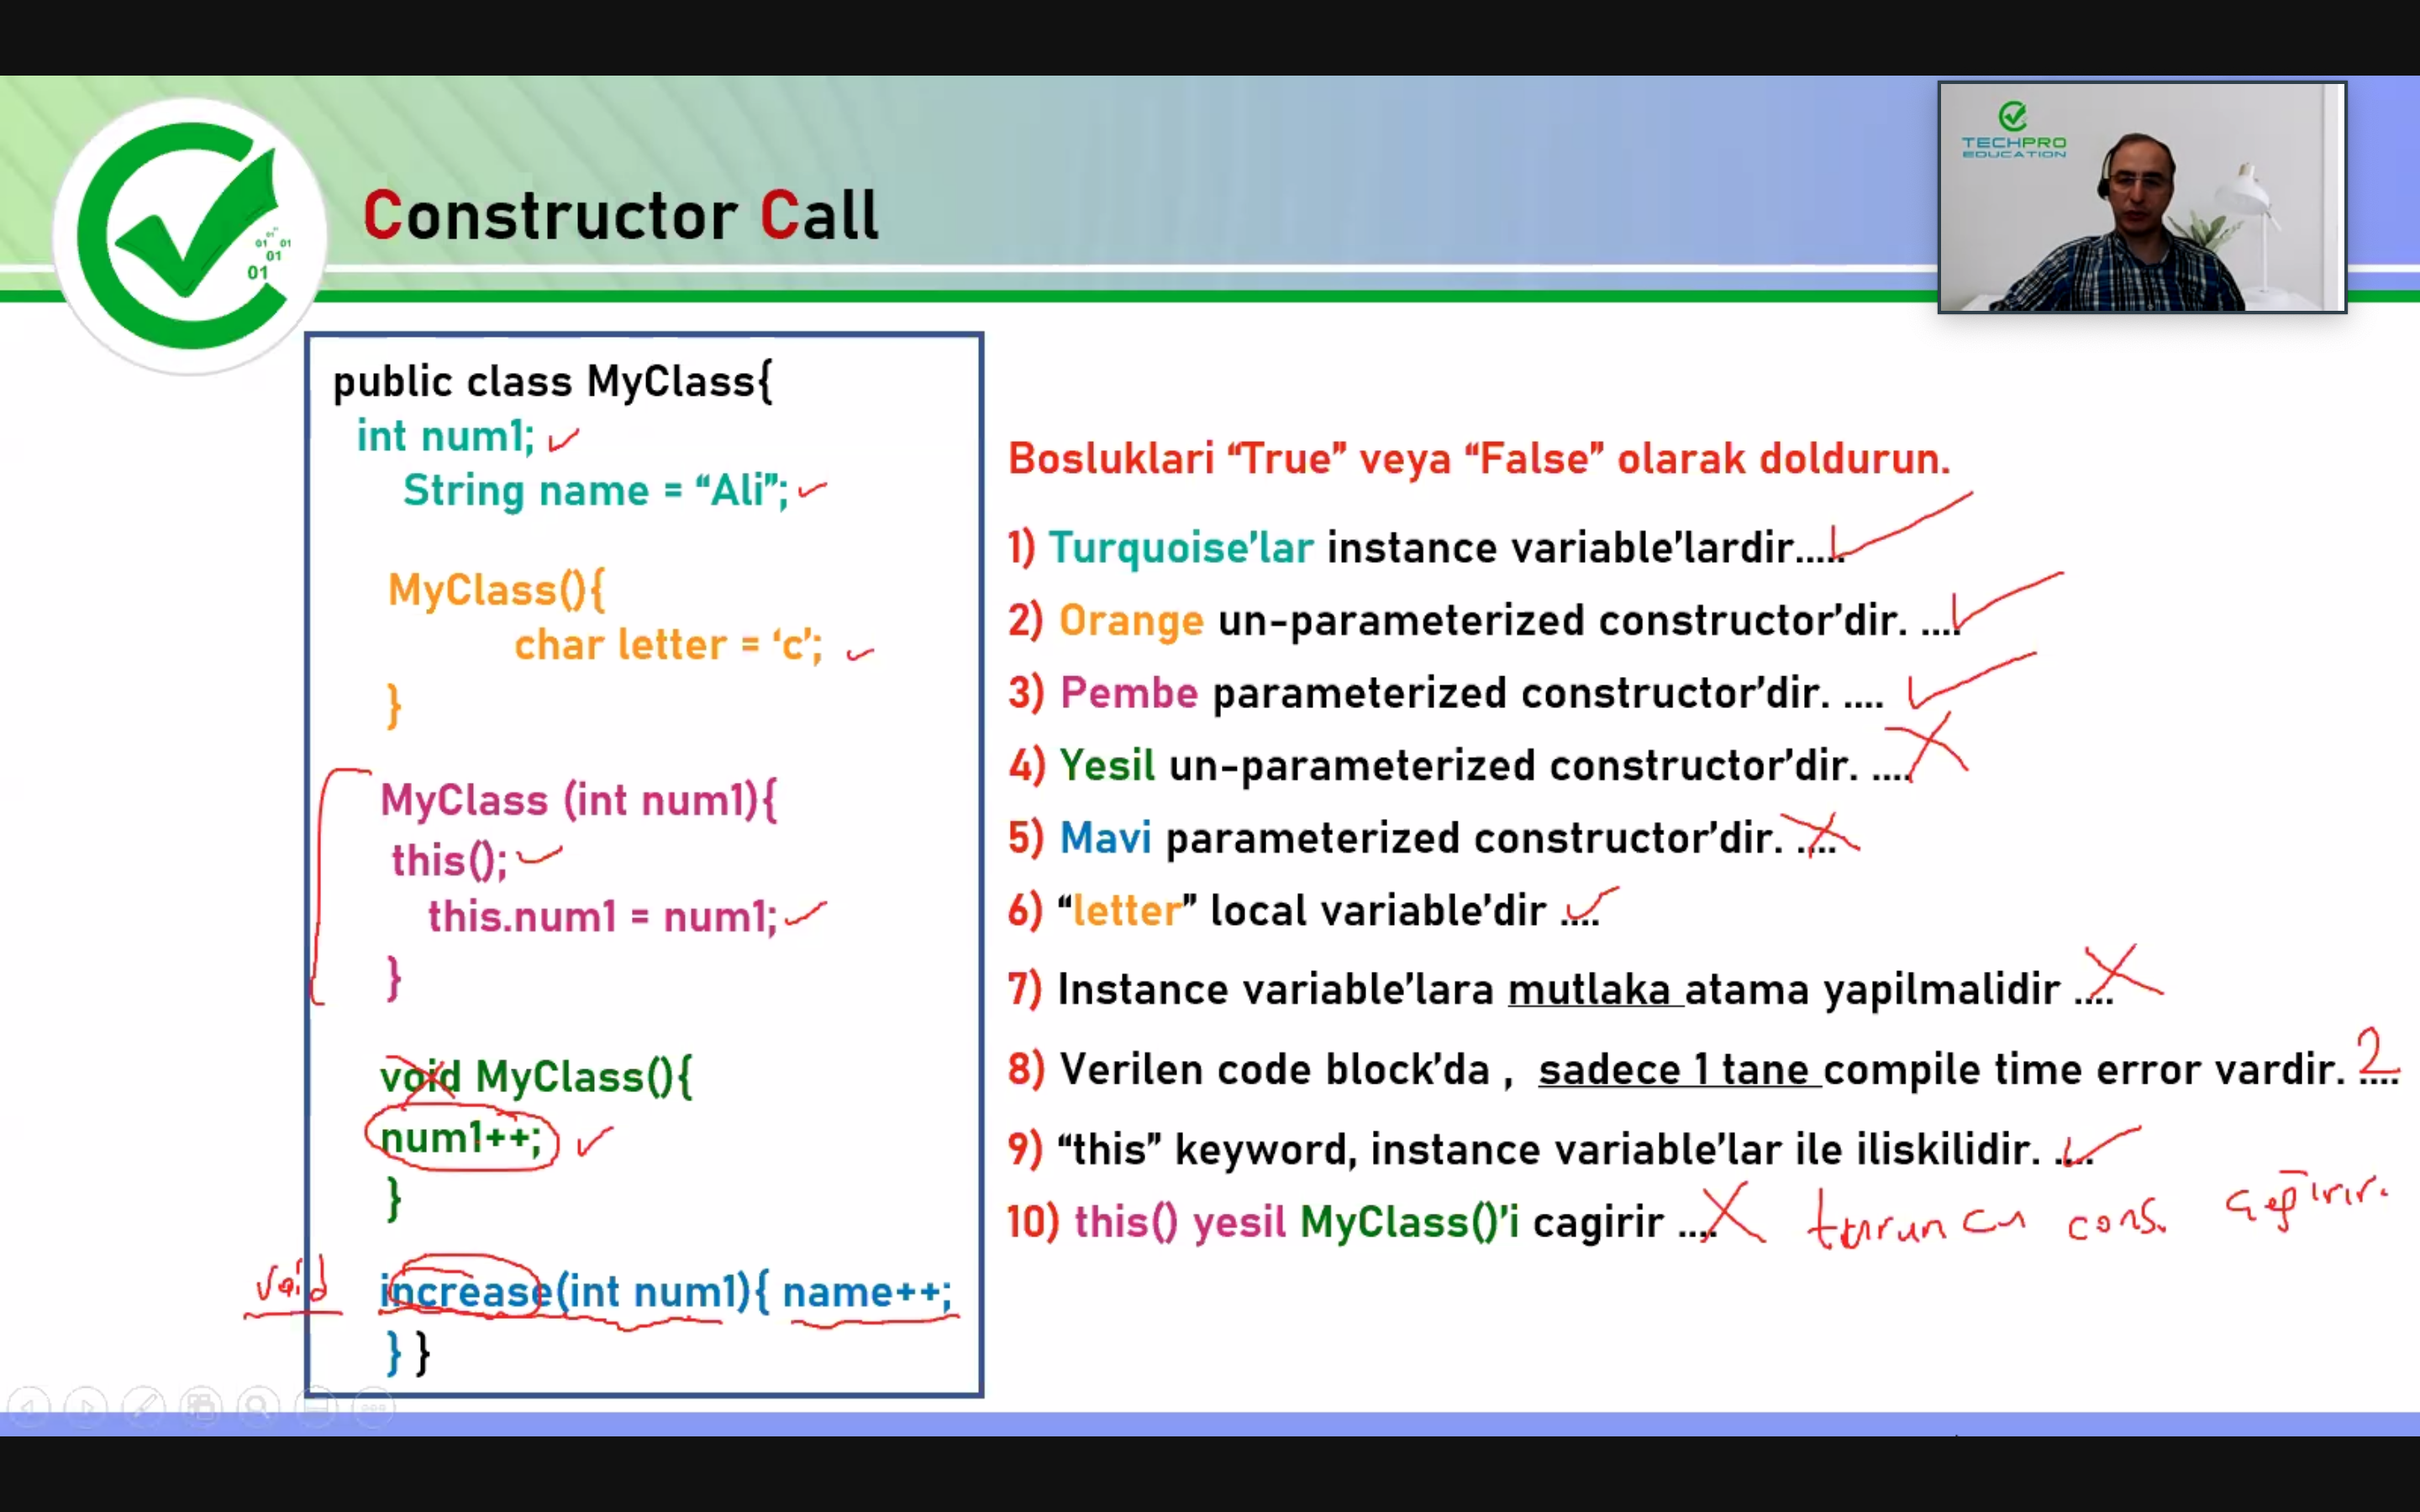 Constructor Call
TECHPRO
EDUCATION
01 01
01
01
public class MyClass{
int num1;
String name = “Ali”;
MyClass(){
char letter = ‘c’;
}
MyClass (int num1){
this();
this.num1 = num1;
}
void MyClass(){
num1++;
}
void increase(int num1){ name++;
} }
Bosluklari “True” veya “False” olarak doldurun.
1) Turquoise’lar instance variable’lardir.....
2) Orange un-parameterized constructor’dir. ....
3) Pembe parameterized constructor’dir. ....
4) Yesil un-parameterized constructor’dir. ....
5) Mavi parameterized constructor’dir. ....
6) “letter” local variable’dir ....
7) Instance variable’lara mutlaka atama yapilmalidir ....
8) Verilen code block’da , sadece 1 tane compile time error vardir. .... 2
9) “this” keyword, instance variable’lar ile iliskilidir. ....
10) this() yesil MyClass()’i cagirir .... turuncu cons. çağırır.